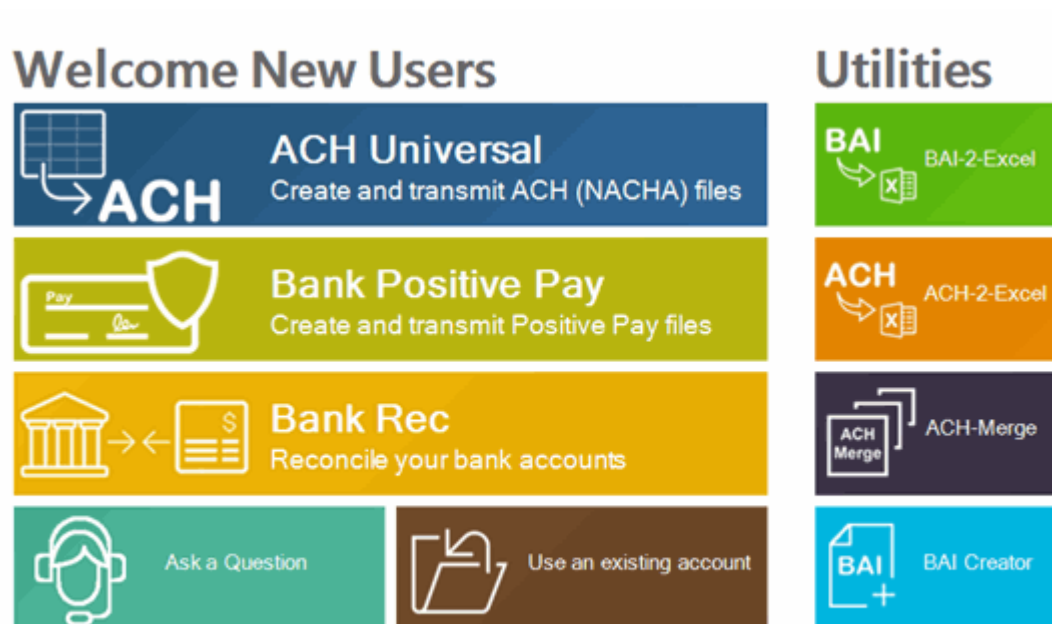 Welcome New Users
ACH
ACH Universal
Create and transmit ACH (NACHA) files
Pay
Bank Positive Pay
Create and transmit Positive Pay files
$
Bank Rec
Reconcile your bank accounts
Ask a Question
Use an existing account
Utilities
BAI
X
BAI-2-Excel
ACH
X
ACH-2-Excel
ACH
Merge
ACH-Merge
BAI
+
BAI Creator